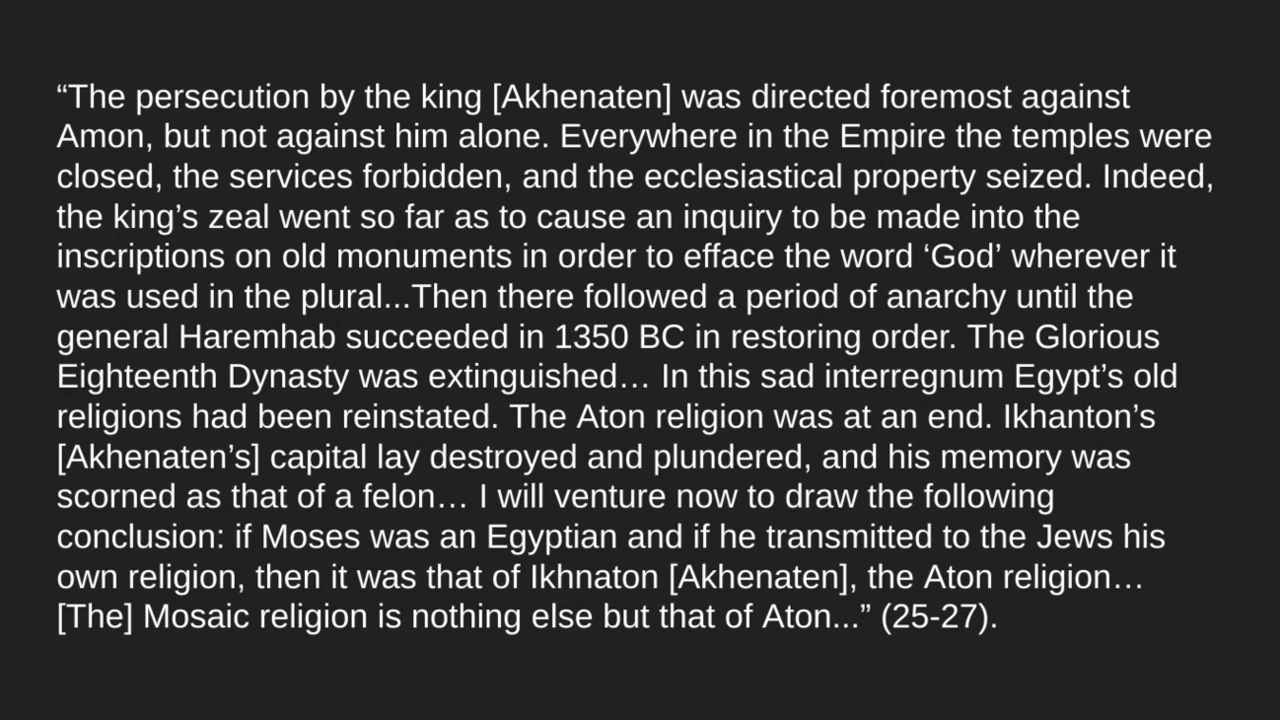 “The persecution by the king [Akhenaten] was directed foremost against
Amon, but not against him alone. Everywhere in the Empire the temples were
closed, the services forbidden, and the ecclesiastical property seized. Indeed,
the king’s zeal went so far as to cause an inquiry to be made into the
inscriptions on old monuments in order to efface the word ‘God’ wherever it
was used in the plural...Then there followed a period of anarchy until the
general Haremhab succeeded in 1350 BC in restoring order. The Glorious
Eighteenth Dynasty was extinguished… In this sad interregnum Egypt’s old
religions had been reinstated. The Aton religion was at an end. Ikhanton’s
[Akhenaten’s] capital lay destroyed and plundered, and his memory was
scorned as that of a felon… I will venture now to draw the following
conclusion: if Moses was an Egyptian and if he transmitted to the Jews his
own religion, then it was that of Ikhnaton [Akhenaten], the Aton religion…
[The] Mosaic religion is nothing else but that of Aton...” (25-27).